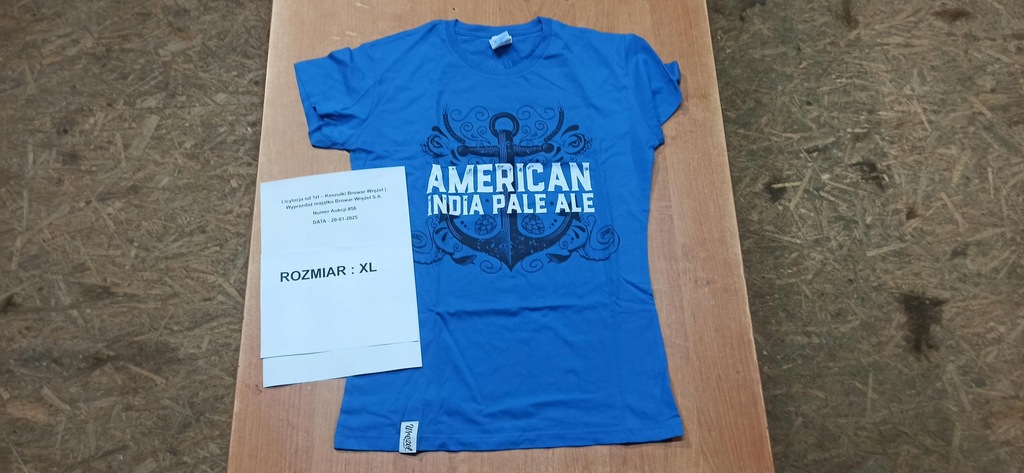 Licytacja od 1zł - Koszulki Browar Wrężel |
Wyprzedaż majątku Browar Wrężel S.A.
Numer Aukcji #56
DATA - 20-01-2025
ROZMIAR : XL
AMERICAN
INDIA PALE ALE
Wrężel